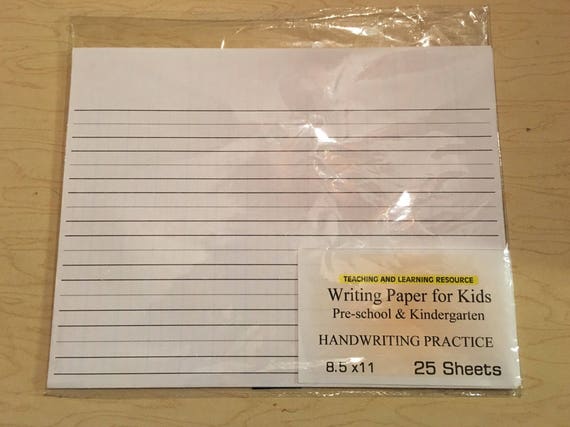 TEACHING AND LEARNING RESOURCE
Writing Paper for Kids
Pre-school & Kindergarten
HANDWRITING PRACTICE
8.5 x11 25 Sheets